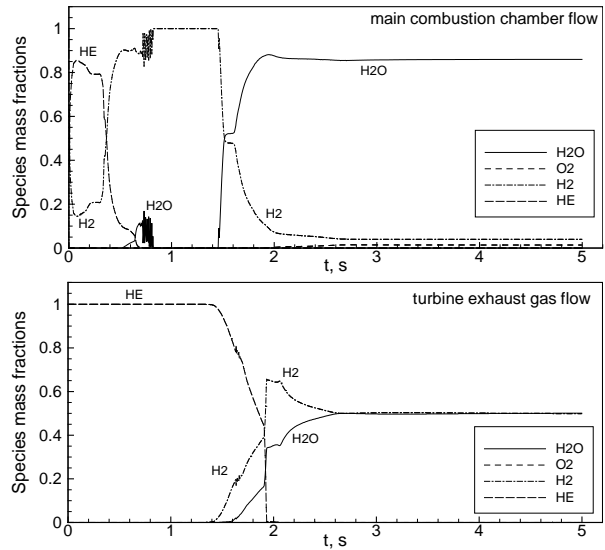 main combustion chamber flow
1
HE
H2O
0.8
Species mass fractions
0.6
H2O
O2
H2
HE
0.4
0.2
H2
H2O
H2
0
0 1 2 3 4 5
t, s
HE
turbine exhaust gas flow
1
0.8
Species mass fractions
0.6
H2
H2O
O2
H2
HE
0.4
H2O
0.2
H2
0
0 1 2 3 4 5
t, s